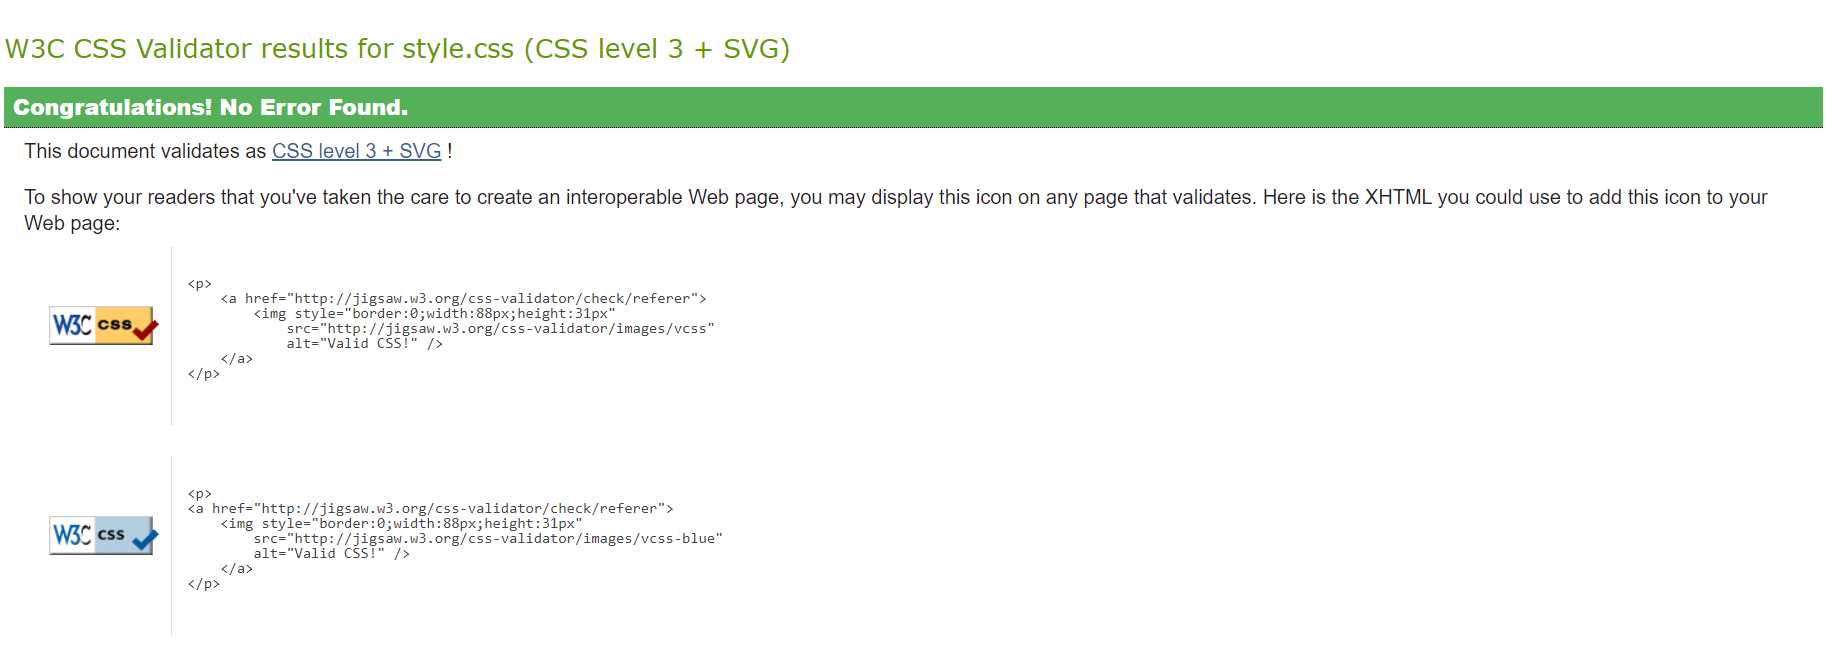 W3C CSS Validator results for style.css (CSS level 3 + SVG)
Congratulations! No Error Found.
This document validates as CSS level 3 + SVG !
To show your readers that you've taken the care to create an interoperable Web page, you may display this icon on any page that validates. Here is the XHTML you could use to add this icon to your
Web page:
W3C css
<p>
    <a href="http://jigsaw.w3.org/css-validator/check/referer">
        <img style="border:0;width:88px;height:31px"
            src="http://jigsaw.w3.org/css-validator/images/vcss"
            alt="Valid CSS!" />
    </a>
</p>
W3C css
<p>
<a href="http://jigsaw.w3.org/css-validator/check/referer">
    <img style="border:0;width:88px;height:31px"
        src="http://jigsaw.w3.org/css-validator/images/vcss-blue"
        alt="Valid CSS!" />
    </a>
</p>